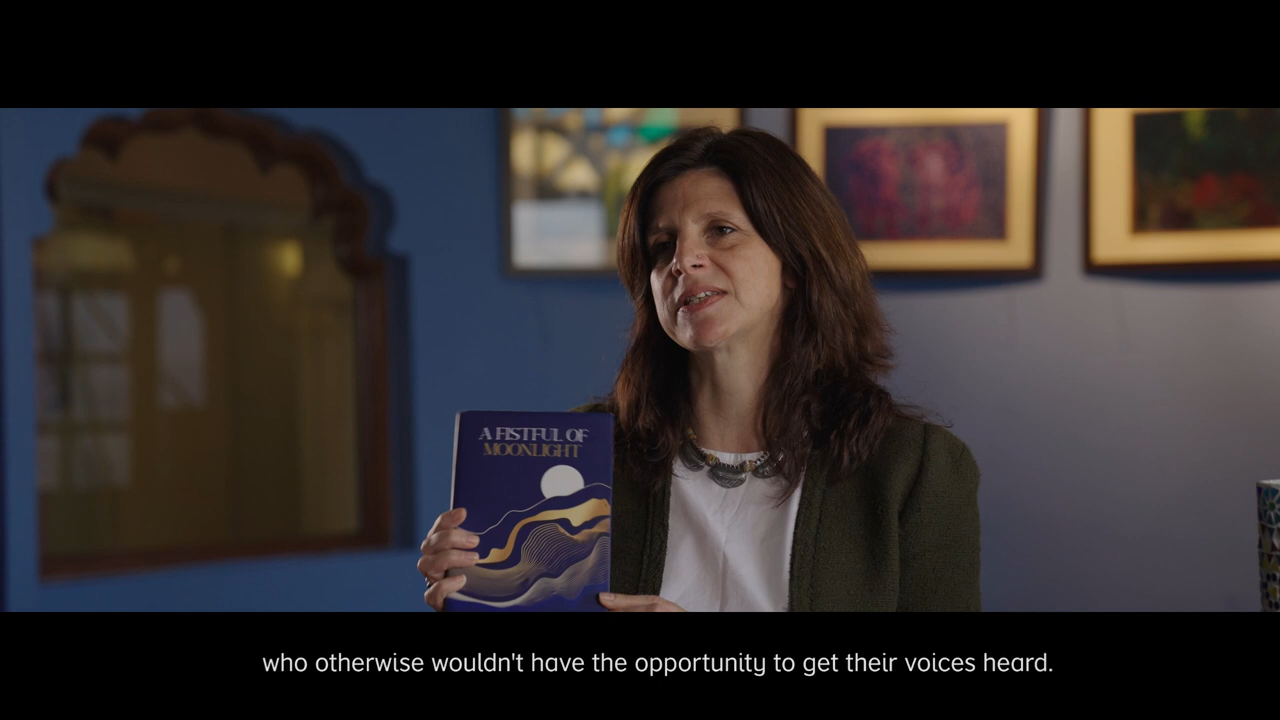 A FISTFUL OF
MOONLIGHT
who otherwise wouldn't have the opportunity to get their voices heard.